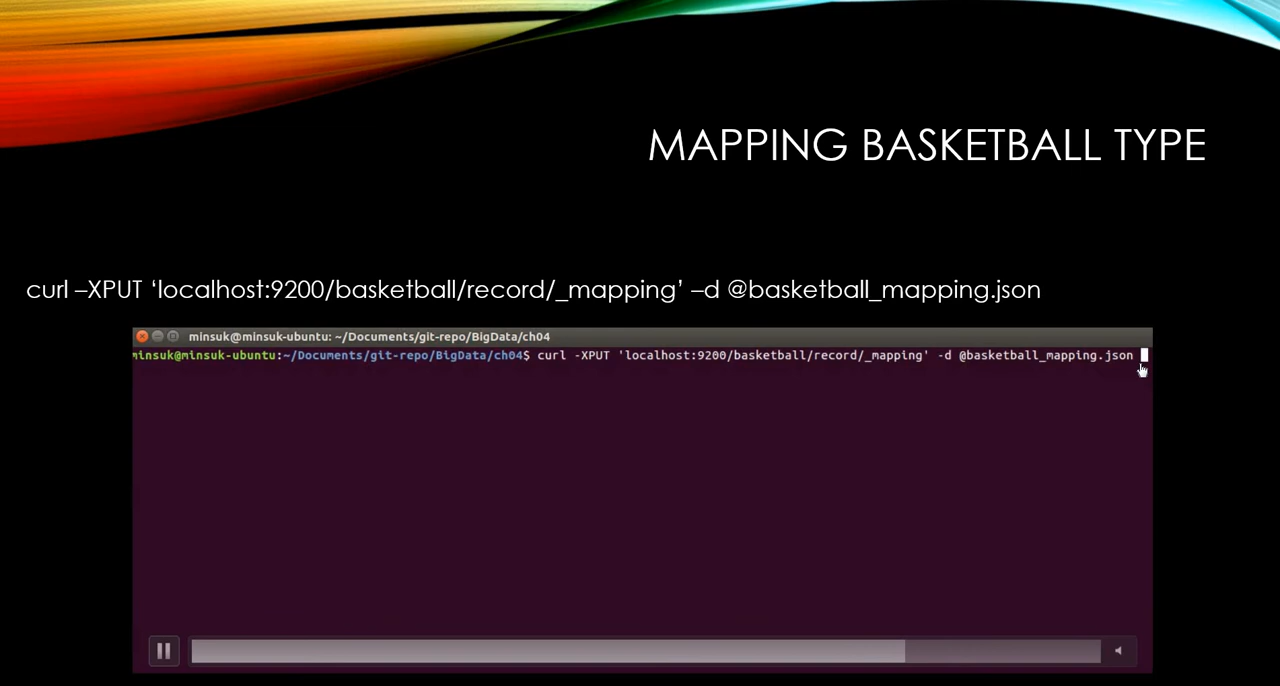 MAPPING BASKETBALL TYPE
curl –XPUT ‘localhost:9200/basketball/record/_mapping’ –d @basketball_mapping.json
minsuk@minsuk-ubuntu: ~/Documents/git-repo/BigData/ch04
minsuk@minsuk-ubuntu:~/Documents/git-repo/BigData/ch04$ curl -XPUT 'localhost:9200/basketball/record/_mapping' -d @basketball_mapping.json